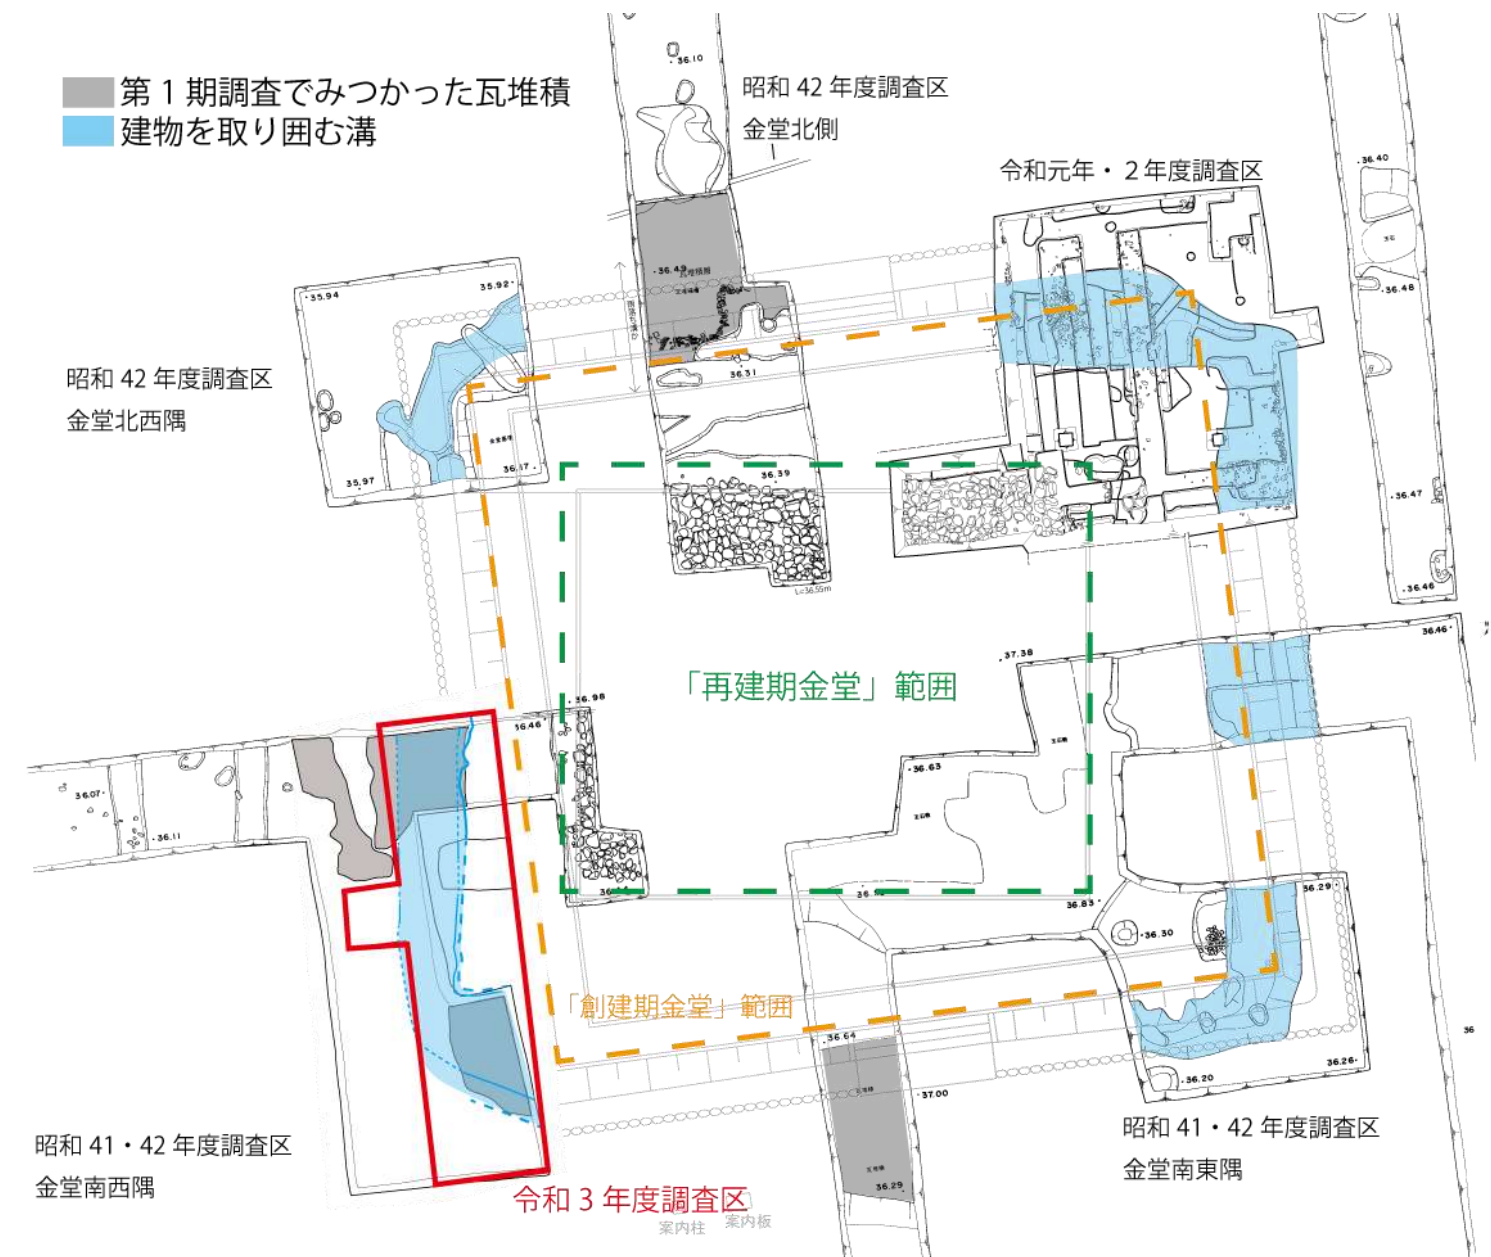 第1期調査でみつかった瓦堆積
建物を取り囲む溝
昭和 42 年度調査区
金堂北側
令和元年・2年度調査区
昭和 42 年度調査区
金堂北西隅
36.10
36.40
36.48
36.47
36.46
35.94
35.92
35.97
36.17
36.49
36.31
36.39
L=36.55m
「再建期金堂」範囲
37.38
36.46
36.98
36.46
36.63
36.07
36.11
36.83
36.30
36.29
「創建期金堂」範囲
36.64
37.00
36.29
36.20
36.26
36
昭和 41・42 年度調査区
金堂南西隅
昭和 41・42 年度調査区
金堂南東隅
令和 3 年度調査区
案内柱
案内板